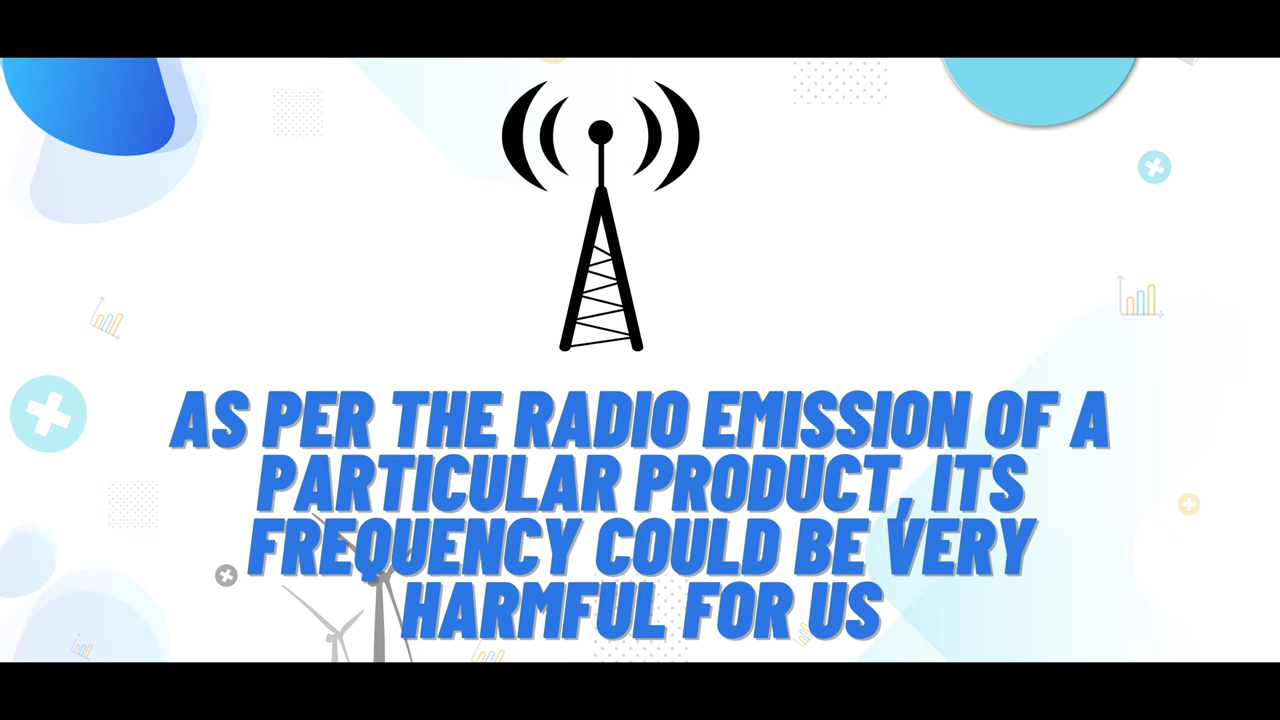 AS PER THE RADIO EMISSION OF A
PARTICULAR PRODUCT, ITS
FREQUENCY COULD BE VERY
HARMFUL FOR US